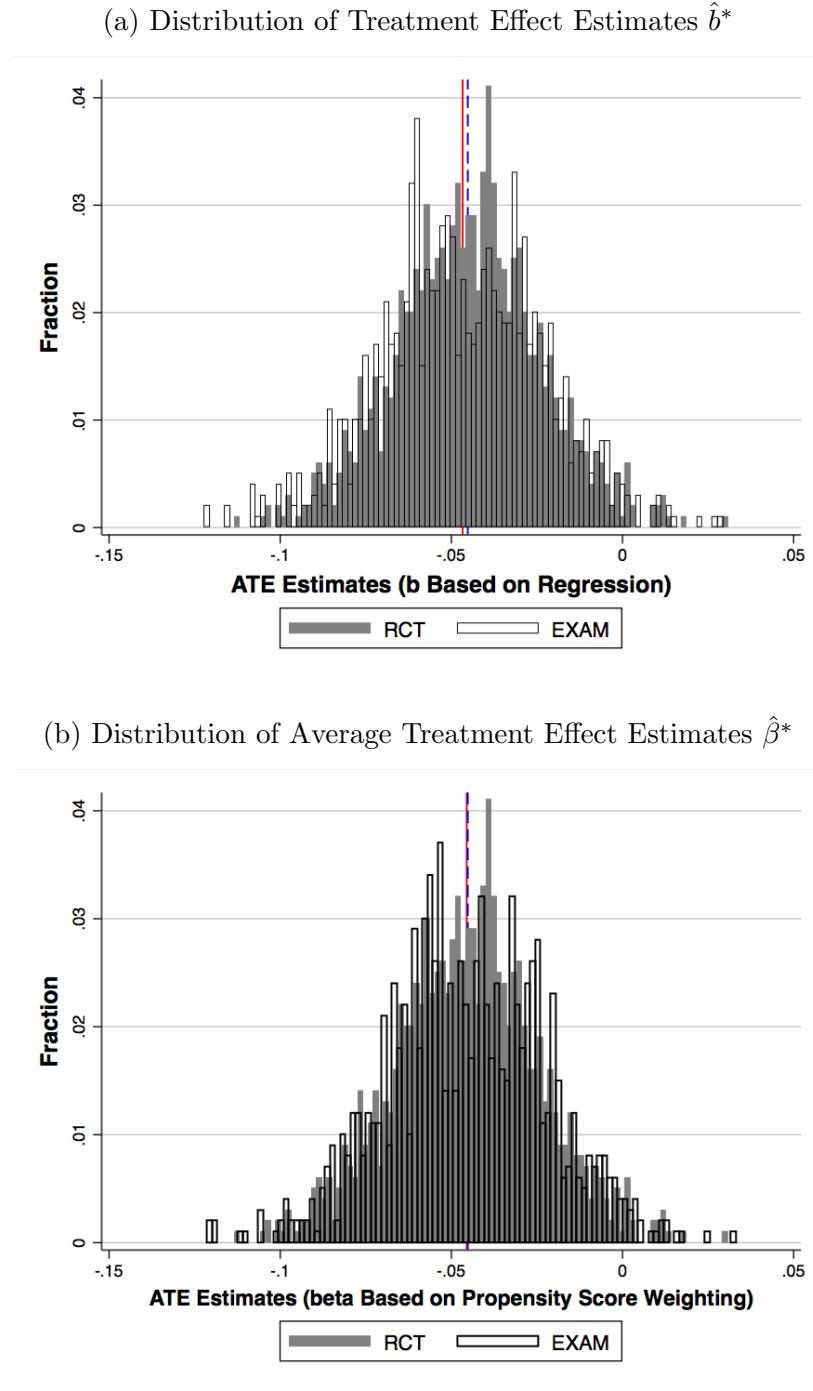 (a) Distribution of Treatment Effect Estimates b̂*
.04
.03
.02
.01
0
Fraction
-.15 -.1 -.05 0 .05
ATE Estimates (b Based on Regression)
RCT EXAM
(b) Distribution of Average Treatment Effect Estimates β̂*
.04
.03
.02
.01
0
Fraction
-.15 -.1 -.05 0 .05
ATE Estimates (beta Based on Propensity Score Weighting)
RCT EXAM